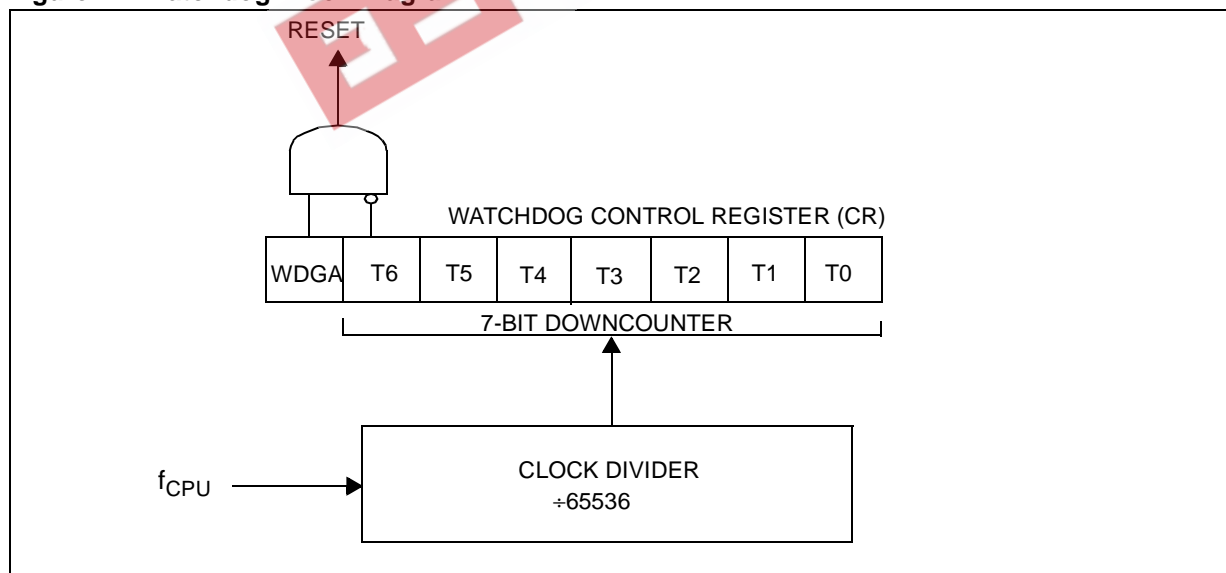 RESET
WATCHDOG CONTROL REGISTER (CR)
WDGA T6 T5 T4 T3 T2 T1 T0
7-BIT DOWNCOUNTER
fCPU
CLOCK DIVIDER
÷65536